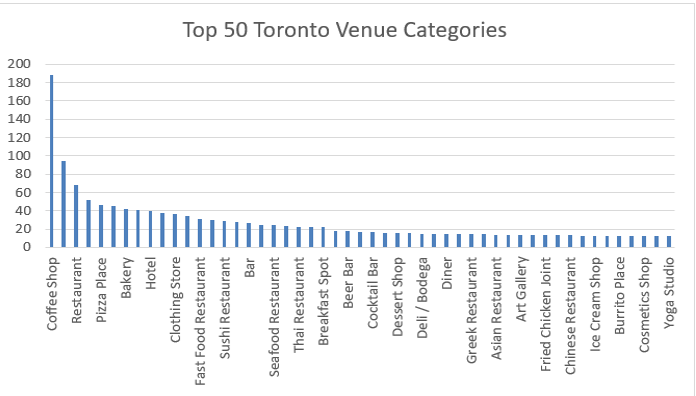 Top 50 Toronto Venue Categories
200
180
160
140
120
100
80
60
40
20
0
Coffee Shop
Restaurant
Pizza Place
Bakery
Hotel
Clothing Store
Fast Food Restaurant
Sushi Restaurant
Bar
Seafood Restaurant
Thai Restaurant
Breakfast Spot
Beer Bar
Cocktail Bar
Dessert Shop
Deli / Bodega
Diner
Greek Restaurant
Asian Restaurant
Art Gallery
Fried Chicken Joint
Chinese Restaurant
Ice Cream Shop
Burrito Place
Cosmetics Shop
Yoga Studio